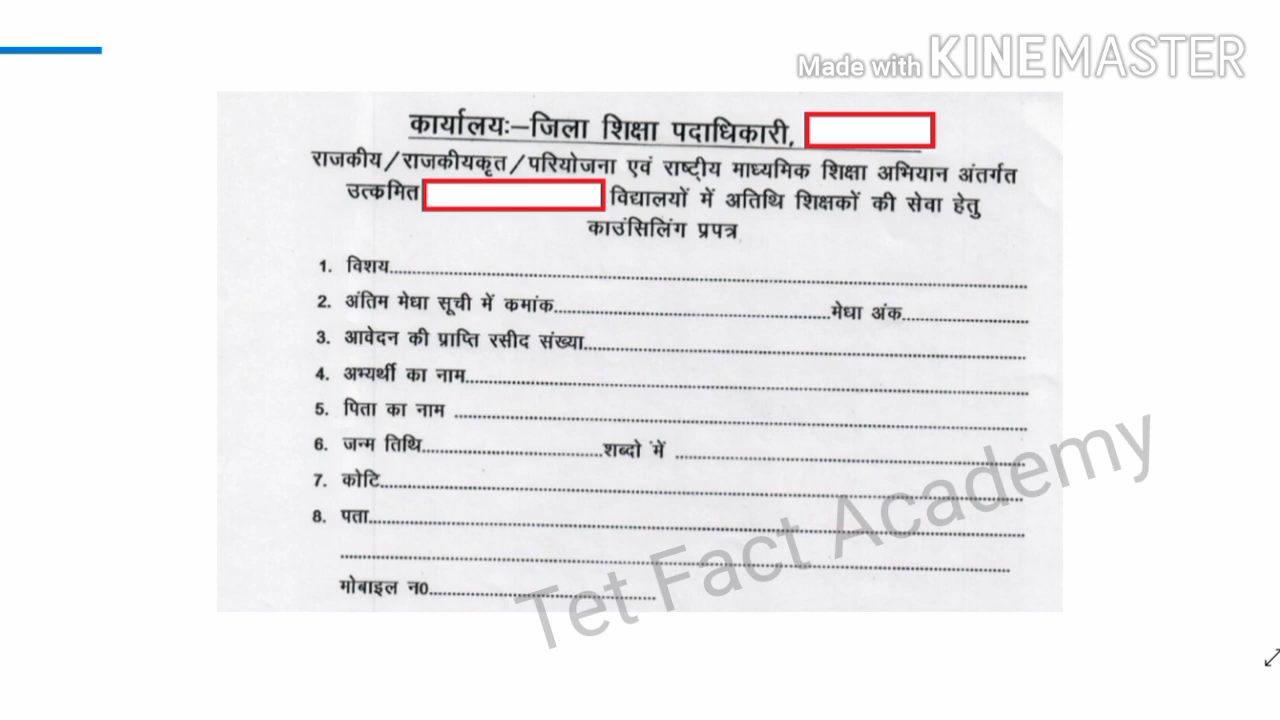 Made with KINEMASTER
कार्यालयः–जिला शिक्षा पदाधिकारी,
राजकीय/राजकीयकृत/परियोजना एवं राष्ट्रीय माध्यमिक शिक्षा अभियान अंतर्गत
उत्कमित विद्यालयों में अतिथि शिक्षकों की सेवा हेतु
काउंसिलिंग प्रपत्र
1. विशय
2. अंतिम मेधा सूची में कमांक मेधा अंक
3. आवेदन की प्राप्ति रसीद संख्या
4. अभ्यर्थी का नाम
5. पिता का नाम
6. जन्म तिथि शब्दो में
7. कोटि
8. पता
मोबाइल न0
Tet Fact Academy